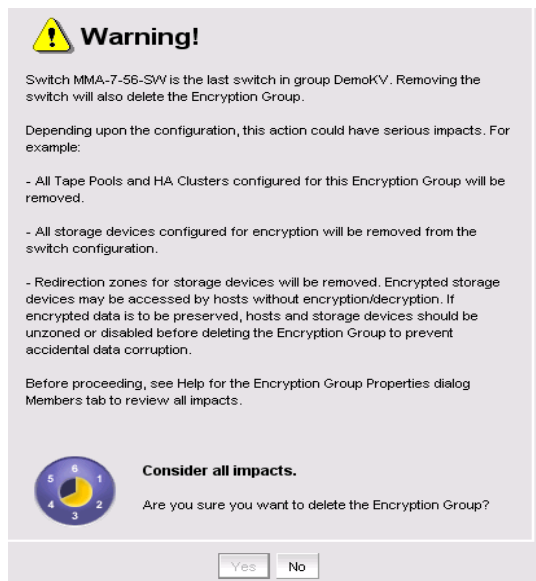 Warning!
Switch MMA-7-56-SW is the last switch in group DemoKV. Removing the
switch will also delete the Encryption Group.
Depending upon the configuration, this action could have serious impacts. For
example:
- All Tape Pools and HA Clusters configured for this Encryption Group will be
removed.
- All storage devices configured for encryption will be removed from the
switch configuration.
- Redirection zones for storage devices will be removed. Encrypted storage
devices may be accessed by hosts without encryption/decryption. If
encrypted data is to be preserved, hosts and storage devices should be
unzoned or disabled before deleting the Encryption Group to prevent
accidental data corruption.
Before proceeding, see Help for the Encryption Group Properties dialog
Members tab to review all impacts.
6
5 1
4 2
3
Consider all impacts.
Are you sure you want to delete the Encryption Group?
Yes No